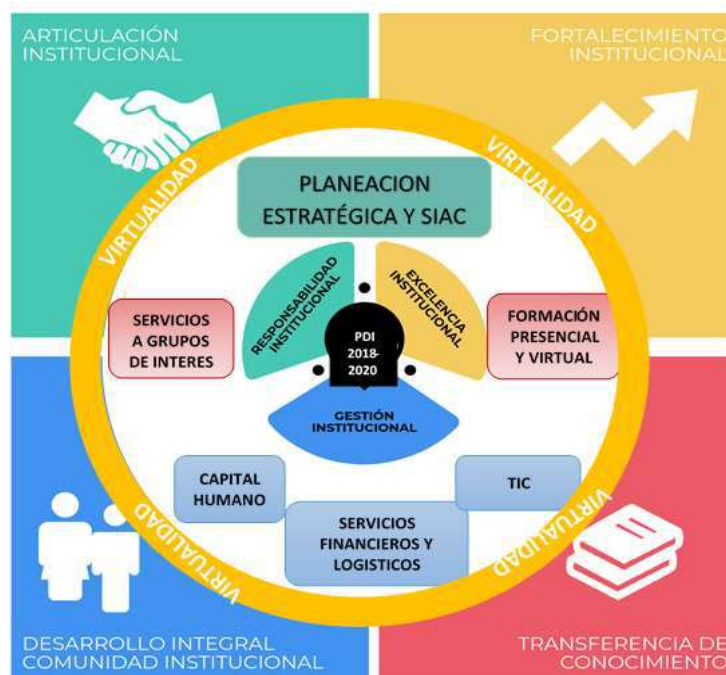 ARTICULACIÓN
INSTITUCIONAL
FORTALECIMIENTO
INSTITUCIONAL
VIRTUALIDAD
VIRTUALIDAD
PLANEACION
ESTRATÉGICA Y SIAC
RESPONSABILIDAD
INSTITUCIONAL
EXCELENCIA
INSTITUCIONAL
SERVICIOS
A GRUPOS
DE INTERES
PDI
2018-
2020
FORMACIÓN
PRESENCIAL
Y VIRTUAL
GESTIÓN
INSTITUCIONAL
CAPITAL
HUMANO
TIC
SERVICIOS
FINANCIEROS Y
LOGISTICOS
VIRTUALIDAD
VIRTUALIDAD
DESARROLLO INTEGRAL
COMUNIDAD INSTITUCIONAL
TRANSFERENCIA DE
CONOCIMIENTO